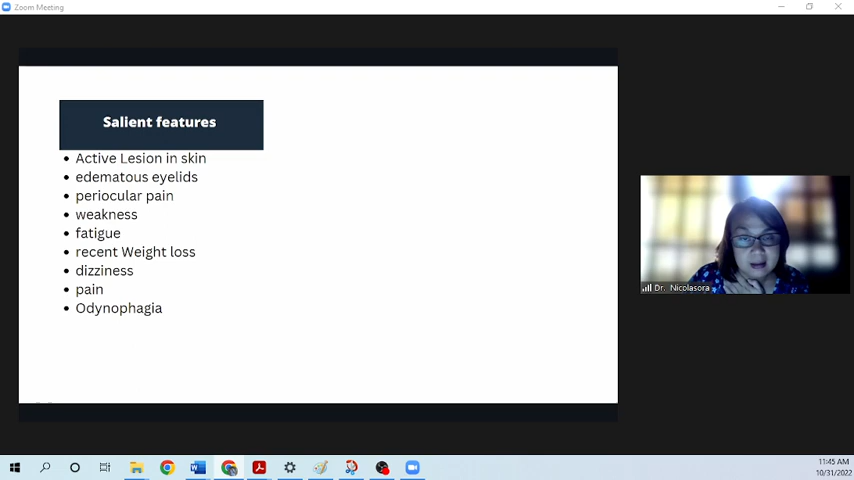 Zoom Meeting
Salient features
• Active Lesion in skin
• edematous eyelids
• periocular pain
• weakness
• fatigue
• recent Weight loss
• dizziness
• pain
• Odynophagia
Dr. Nicolasora
11:45 AM
10/31/2022